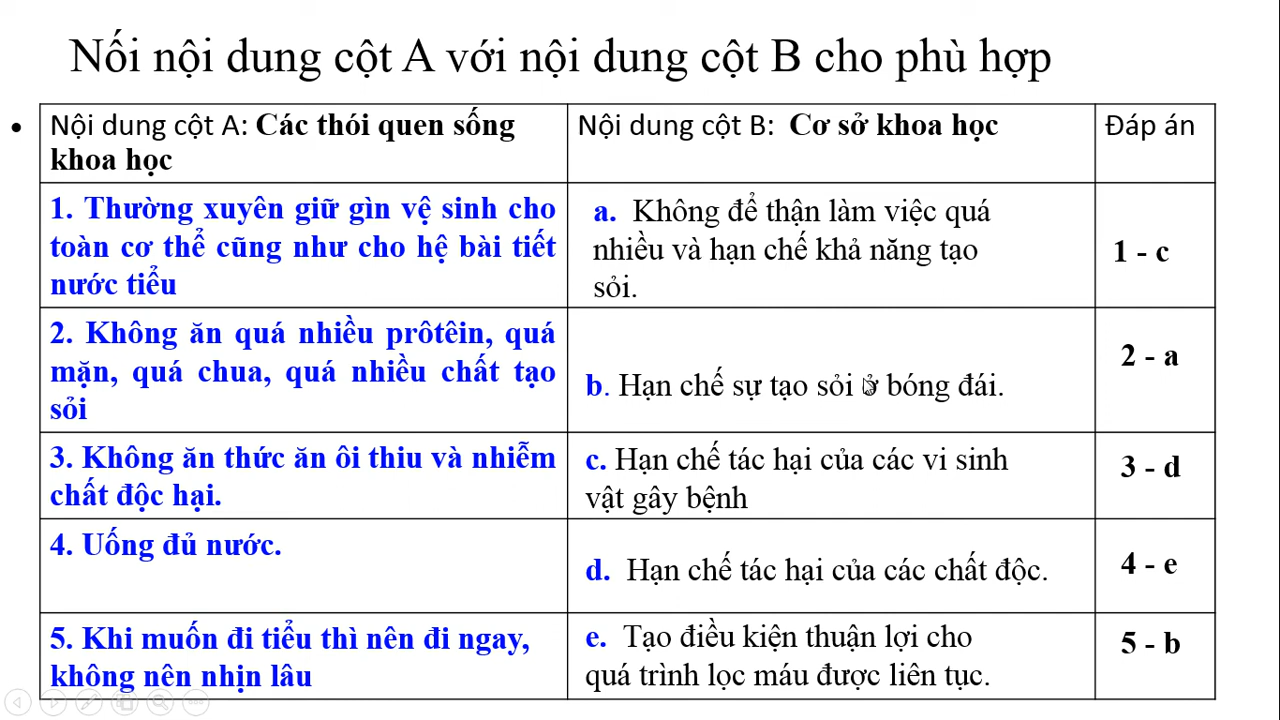 Nối nội dung cột A với nội dung cột B cho phù hợp
• Nội dung cột A: Các thói quen sống
khoa học
Nội dung cột B: Cơ sở khoa học
Đáp án
1. Thường xuyên giữ gìn vệ sinh cho
toàn cơ thể cũng như cho hệ bài tiết
nước tiểu
a. Không để thận làm việc quá
nhiều và hạn chế khả năng tạo
sỏi.
1 - c
2. Không ăn quá nhiều prôtêin, quá
mặn, quá chua, quá nhiều chất tạo
sỏi
b. Hạn chế sự tạo sỏi ở bóng đái.
2 - a
3. Không ăn thức ăn ôi thiu và nhiễm
chất độc hại.
c. Hạn chế tác hại của các vi sinh
vật gây bệnh
3 - d
4. Uống đủ nước.
d. Hạn chế tác hại của các chất độc.
4 - e
5. Khi muốn đi tiểu thì nên đi ngay,
không nên nhịn lâu
e. Tạo điều kiện thuận lợi cho
quá trình lọc máu được liên tục.
5 - b